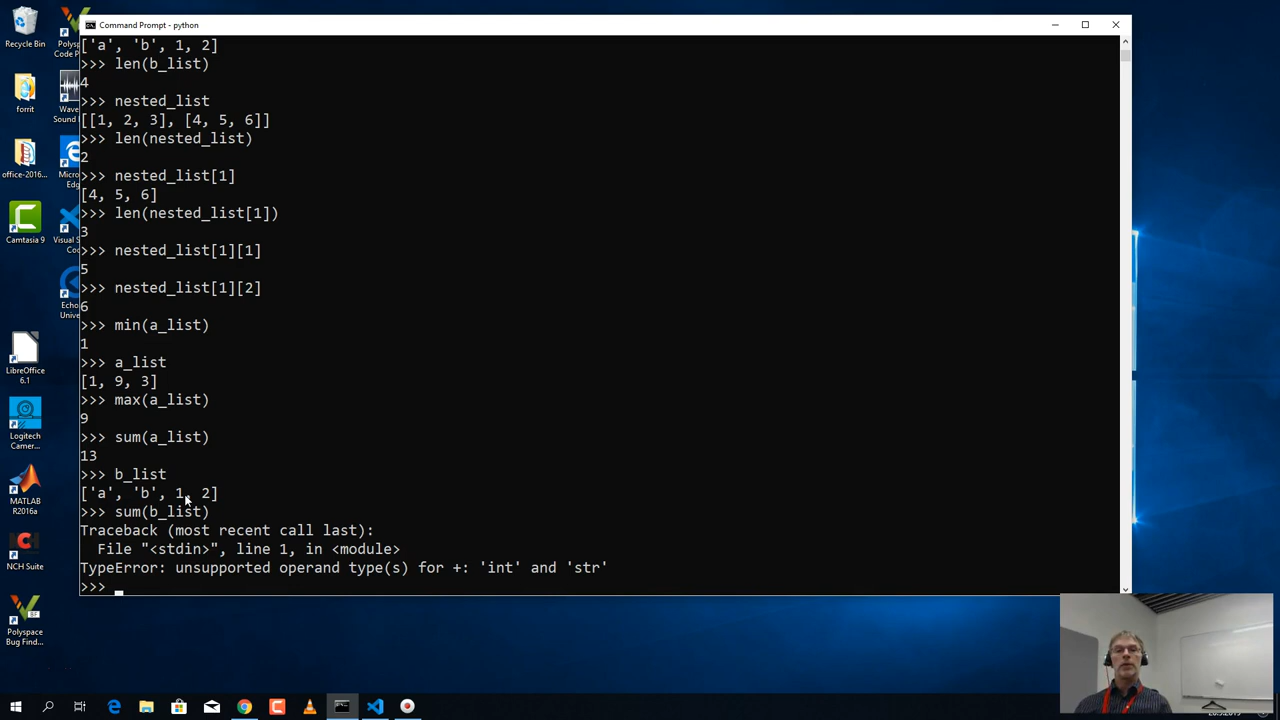 Command Prompt - python
['a', 'b', 1, 2]
>>> len(b_list)
4
>>> nested_list
[[1, 2, 3], [4, 5, 6]]
>>> len(nested_list)
2
>>> nested_list[1]
[4, 5, 6]
>>> len(nested_list[1])
3
>>> nested_list[1][1]
5
>>> nested_list[1][2]
6
>>> min(a_list)
1
>>> a_list
[1, 9, 3]
>>> max(a_list)
9
>>> sum(a_list)
13
>>> b_list
['a', 'b', 1, 2]
>>> sum(b_list)
Traceback (most recent call last):
  File "<stdin>", line 1, in <module>
TypeError: unsupported operand type(s) for +: 'int' and 'str'
>>>
Recycle Bin
forrit
office-2016...
Camtasia 9
LibreOffice
6.1
Logitech
Camer...
MATLAB
R2016a
NCH Suite
Polyspace
Bug Find...